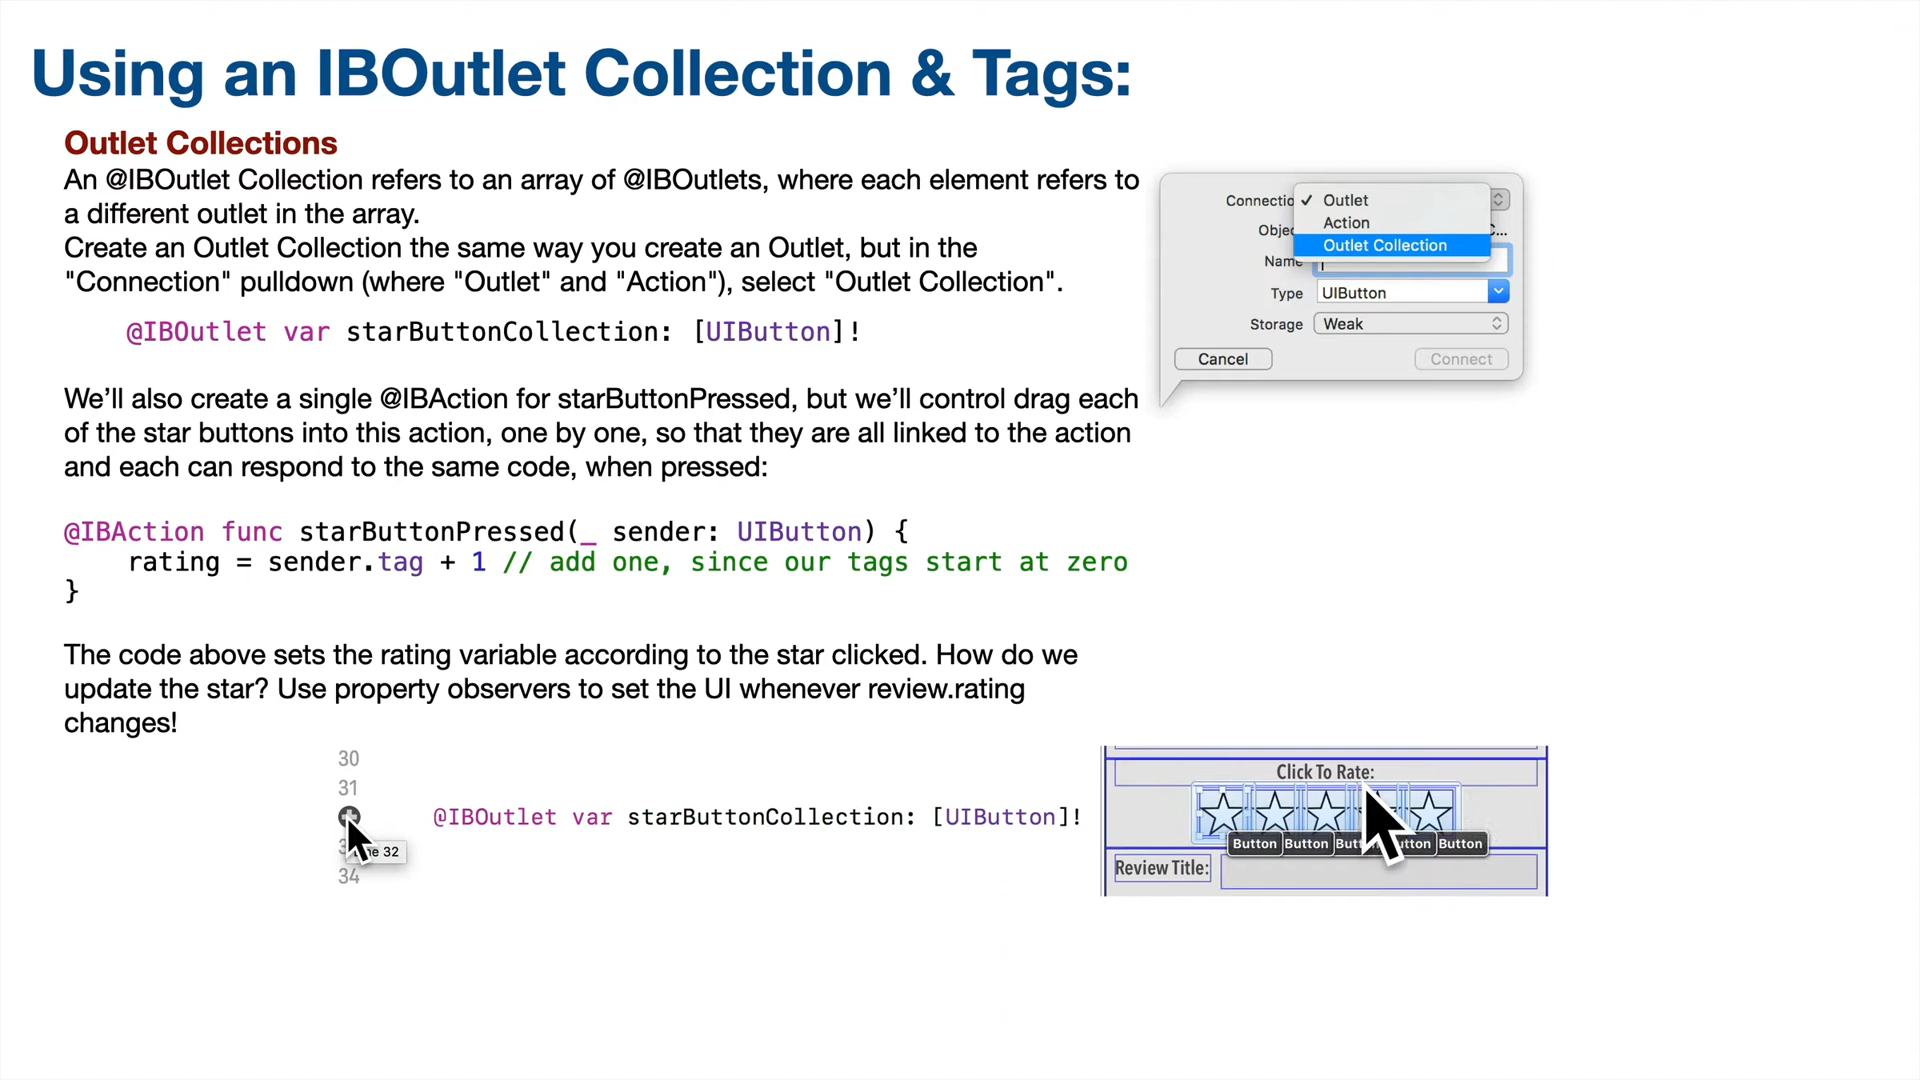 Using an IBOutlet Collection & Tags:
Outlet Collections
An @IBOutlet Collection refers to an array of @IBOutlets, where each element refers to
a different outlet in the array.
Create an Outlet Collection the same way you create an Outlet, but in the
"Connection" pulldown (where "Outlet" and "Action"), select "Outlet Collection".
@IBOutlet var starButtonCollection: [UIButton]!
We’ll also create a single @IBAction for starButtonPressed, but we’ll control drag each
of the star buttons into this action, one by one, so that they are all linked to the action
and each can respond to the same code, when pressed:
@IBAction func starButtonPressed(_ sender: UIButton) {
rating = sender.tag + 1 // add one, since our tags start at zero
}
The code above sets the rating variable according to the star clicked. How do we
update the star? Use property observers to set the UI whenever review.rating
changes!
Connectio ✓ Outlet
Action
Objec C...
Outlet Collection
Name
Type UIButton
Storage Weak
Cancel Connect
30
31
@IBOutlet var starButtonCollection: [UIButton]!
32
34
Click To Rate:
Button Button Button Button
Review Title: